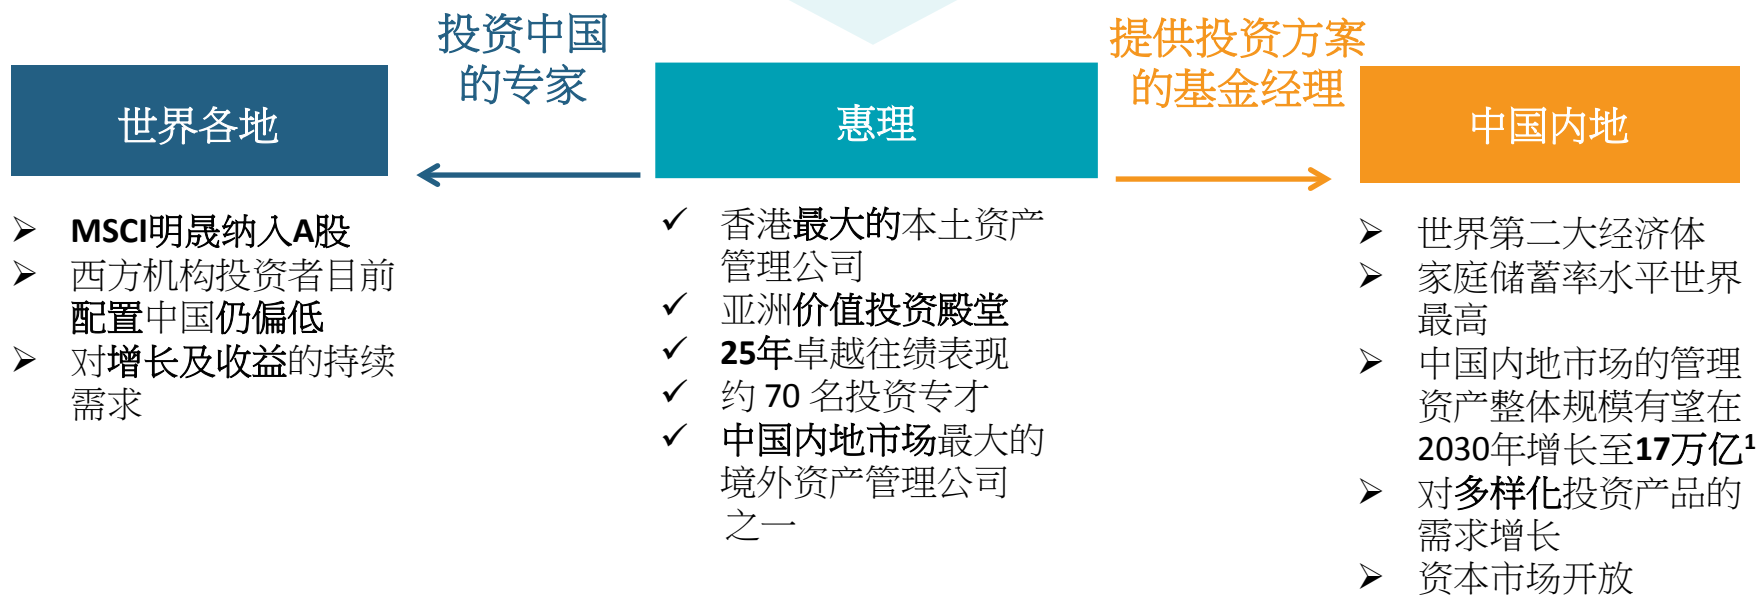 投资中国
的专家
提供投资方案
的基金经理
世界各地
惠理
中国内地
➢ MSCI明晟纳入A股
➢ 西方机构投资者目前
配置中国仍偏低
➢ 对增长及收益的持续
需求
✓ 香港最大的本土资产
管理公司
✓ 亚洲价值投资殿堂
✓ 25年卓越往绩表现
✓ 约 70 名投资专才
✓ 中国内地市场最大的
境外资产管理公司
之一
➢ 世界第二大经济体
➢ 家庭储蓄率水平世界
最高
➢ 中国内地市场的管理
资产整体规模有望在
2030年增长至17万亿¹
➢ 对多样化投资产品的
需求增长
➢ 资本市场开放